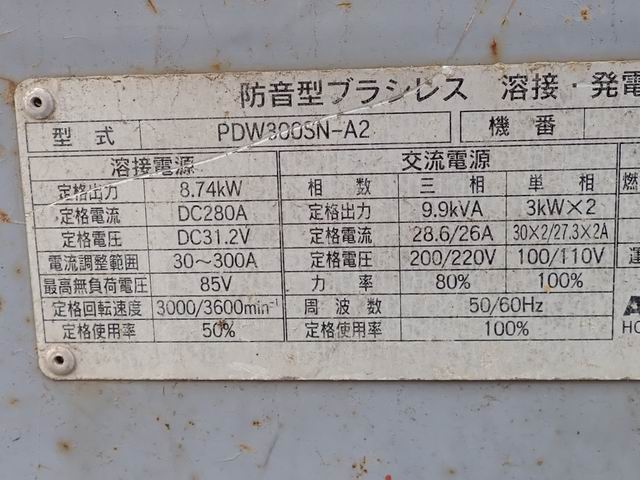 防音型ブラシレス 溶接・発電
型式 PDW300SN-A2 機番
溶接電源 交流電源
定格出力 8.74kW 相数 三相 単相
定格電流 DC280A 定格出力 9.9kVA 3kW×2
定格電圧 DC31.2V 定格電流 28.6/26A 30×2/27.3×2A
電流調整範囲 30～300A 定格電圧 200/220V 100/110V
最高無負荷電圧 85V 力率 80% 100%
定格回転速度 3000/3600min⁻¹ 周波数 50/60Hz
定格使用率 50% 定格使用率 100%
燃
HO